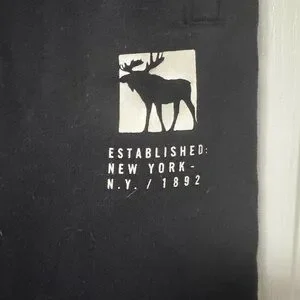 ESTABLISHED:
NEW YORK -
N.Y. / 1892